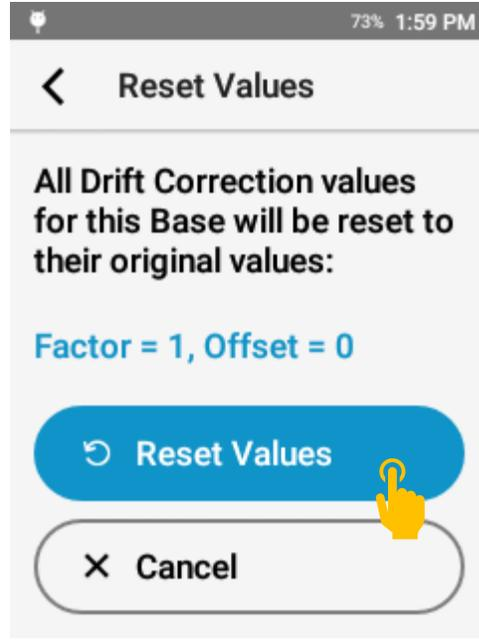 73% 1:59 PM
Reset Values
All Drift Correction values
for this Base will be reset to
their original values:
Factor = 1, Offset = 0
Reset Values
Cancel